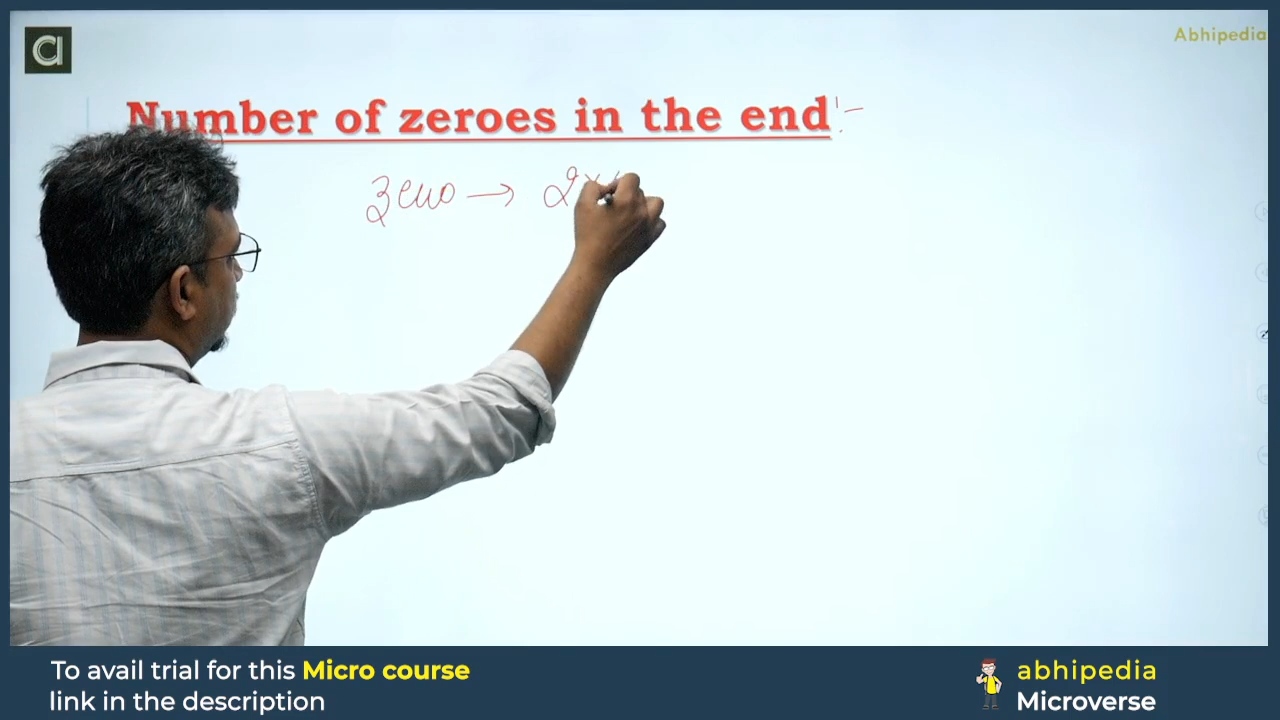 Abhipedia
Number of zeroes in the end :-
Zero → 2 ×
To avail trial for this Micro course
link in the description
abhipedia
Microverse